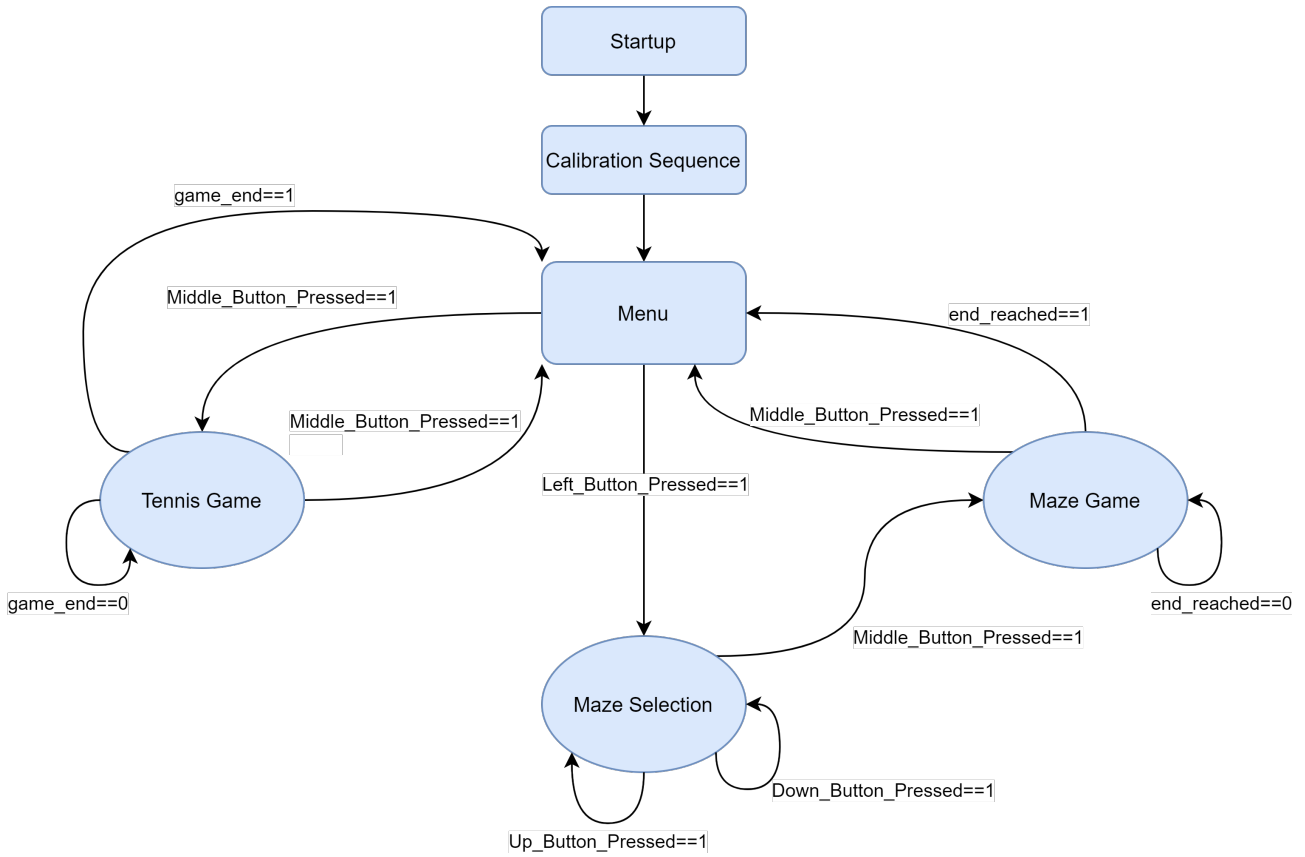 Startup
Calibration Sequence
game_end==1
Middle_Button_Pressed==1
Menu
end_reached==1
Middle_Button_Pressed==1
Middle_Button_Pressed==1
Left_Button_Pressed==1
Tennis Game
Maze Game
game_end==0
end_reached==0
Middle_Button_Pressed==1
Maze Selection
Down_Button_Pressed==1
Up_Button_Pressed==1